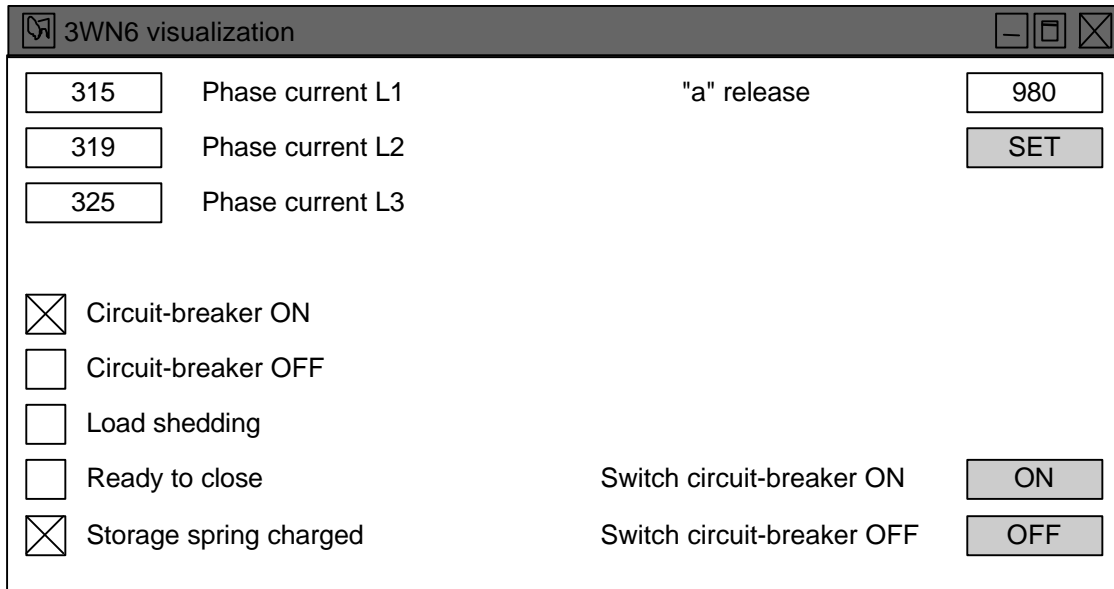 3WN6 visualization
315 Phase current L1 "a" release 980
319 Phase current L2 SET
325 Phase current L3
Circuit-breaker ON
Circuit-breaker OFF
Load shedding
Ready to close Switch circuit-breaker ON ON
Storage spring charged Switch circuit-breaker OFF OFF